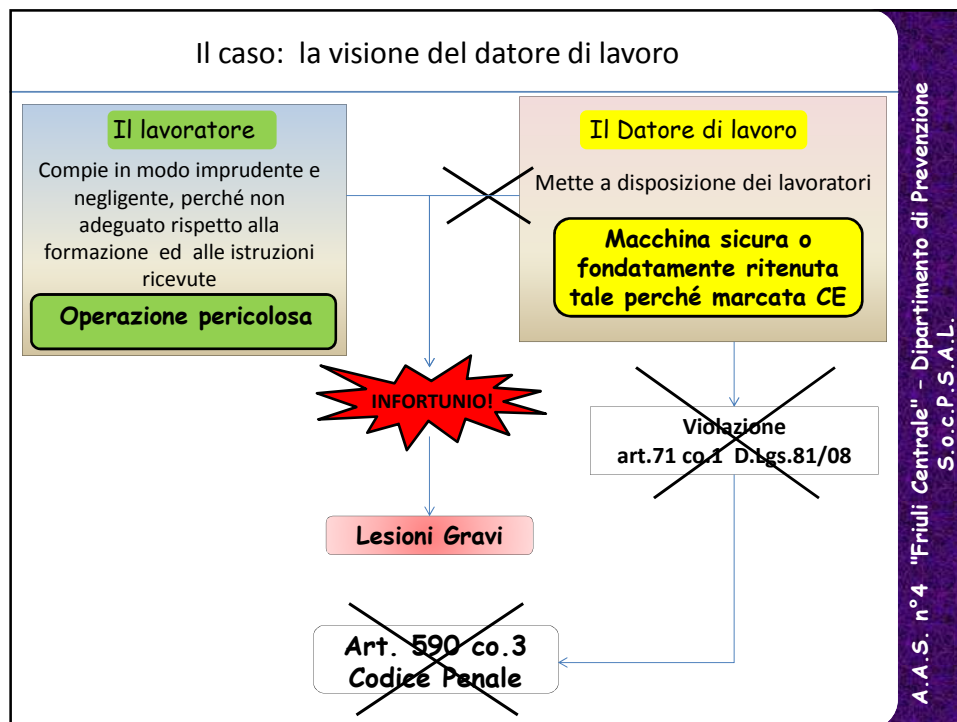 Il caso: la visione del datore di lavoro
Il lavoratore
Compie in modo imprudente e
negligente, perché non
adeguato rispetto alla
formazione ed alle istruzioni
ricevute
Operazione pericolosa
Il Datore di lavoro
Mette a disposizione dei lavoratori
Macchina sicura o
fondatamente ritenuta
tale perché marcata CE
INFORTUNIO!
Violazione
art.71 co.1 D.Lgs.81/08
Lesioni Gravi
Art. 590 co.3
Codice Penale
A.A.S. n°4 "Friuli Centrale" – Dipartimento di Prevenzione
S.o.c.P.S.A.L.